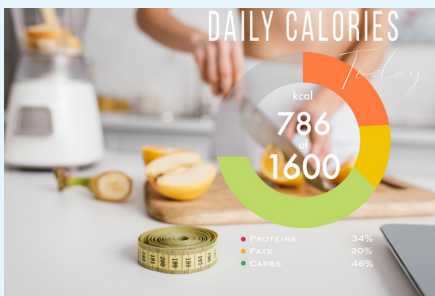 DAILY CALORIES
Today
kcal
786
of
1600
PROTEINS 34%
FATS 20%
CARBS 46%